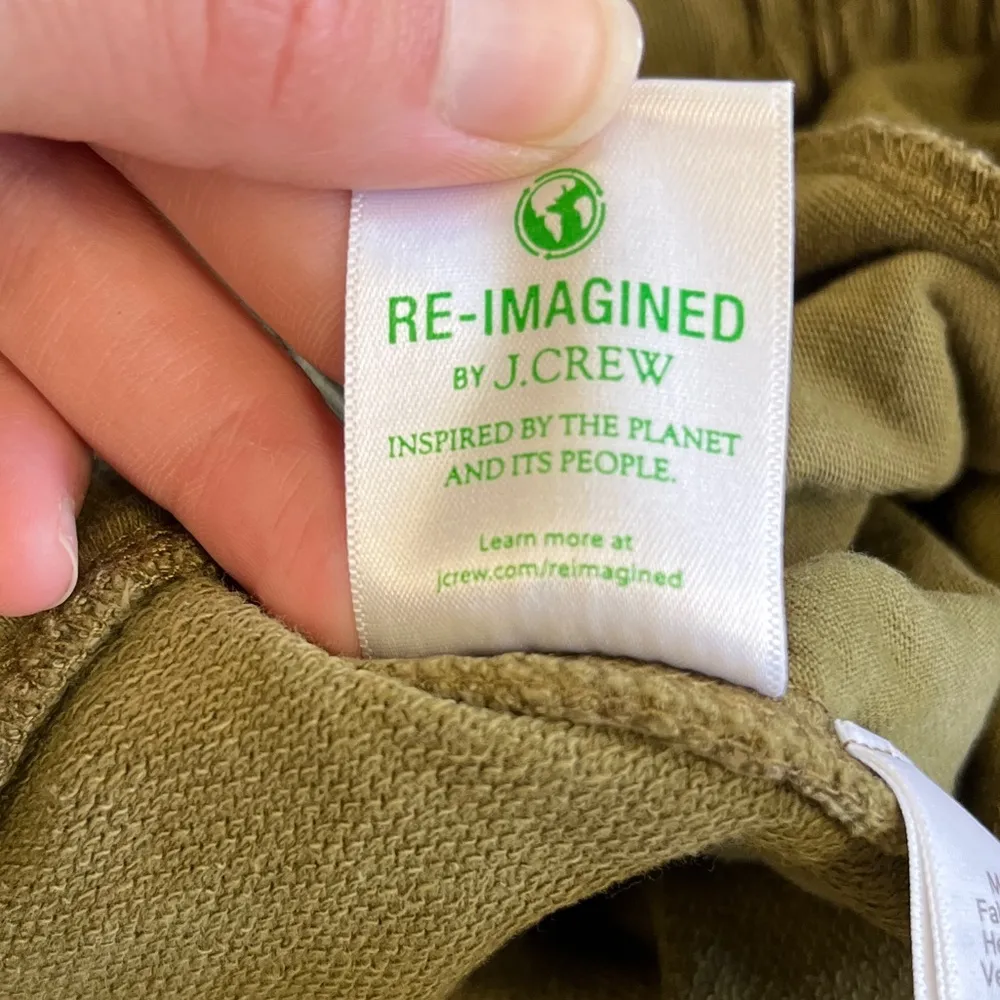 RE-IMAGINED
BY J.CREW
INSPIRED BY THE PLANET
AND ITS PEOPLE.
Learn more at
jcrew.com/reimagined